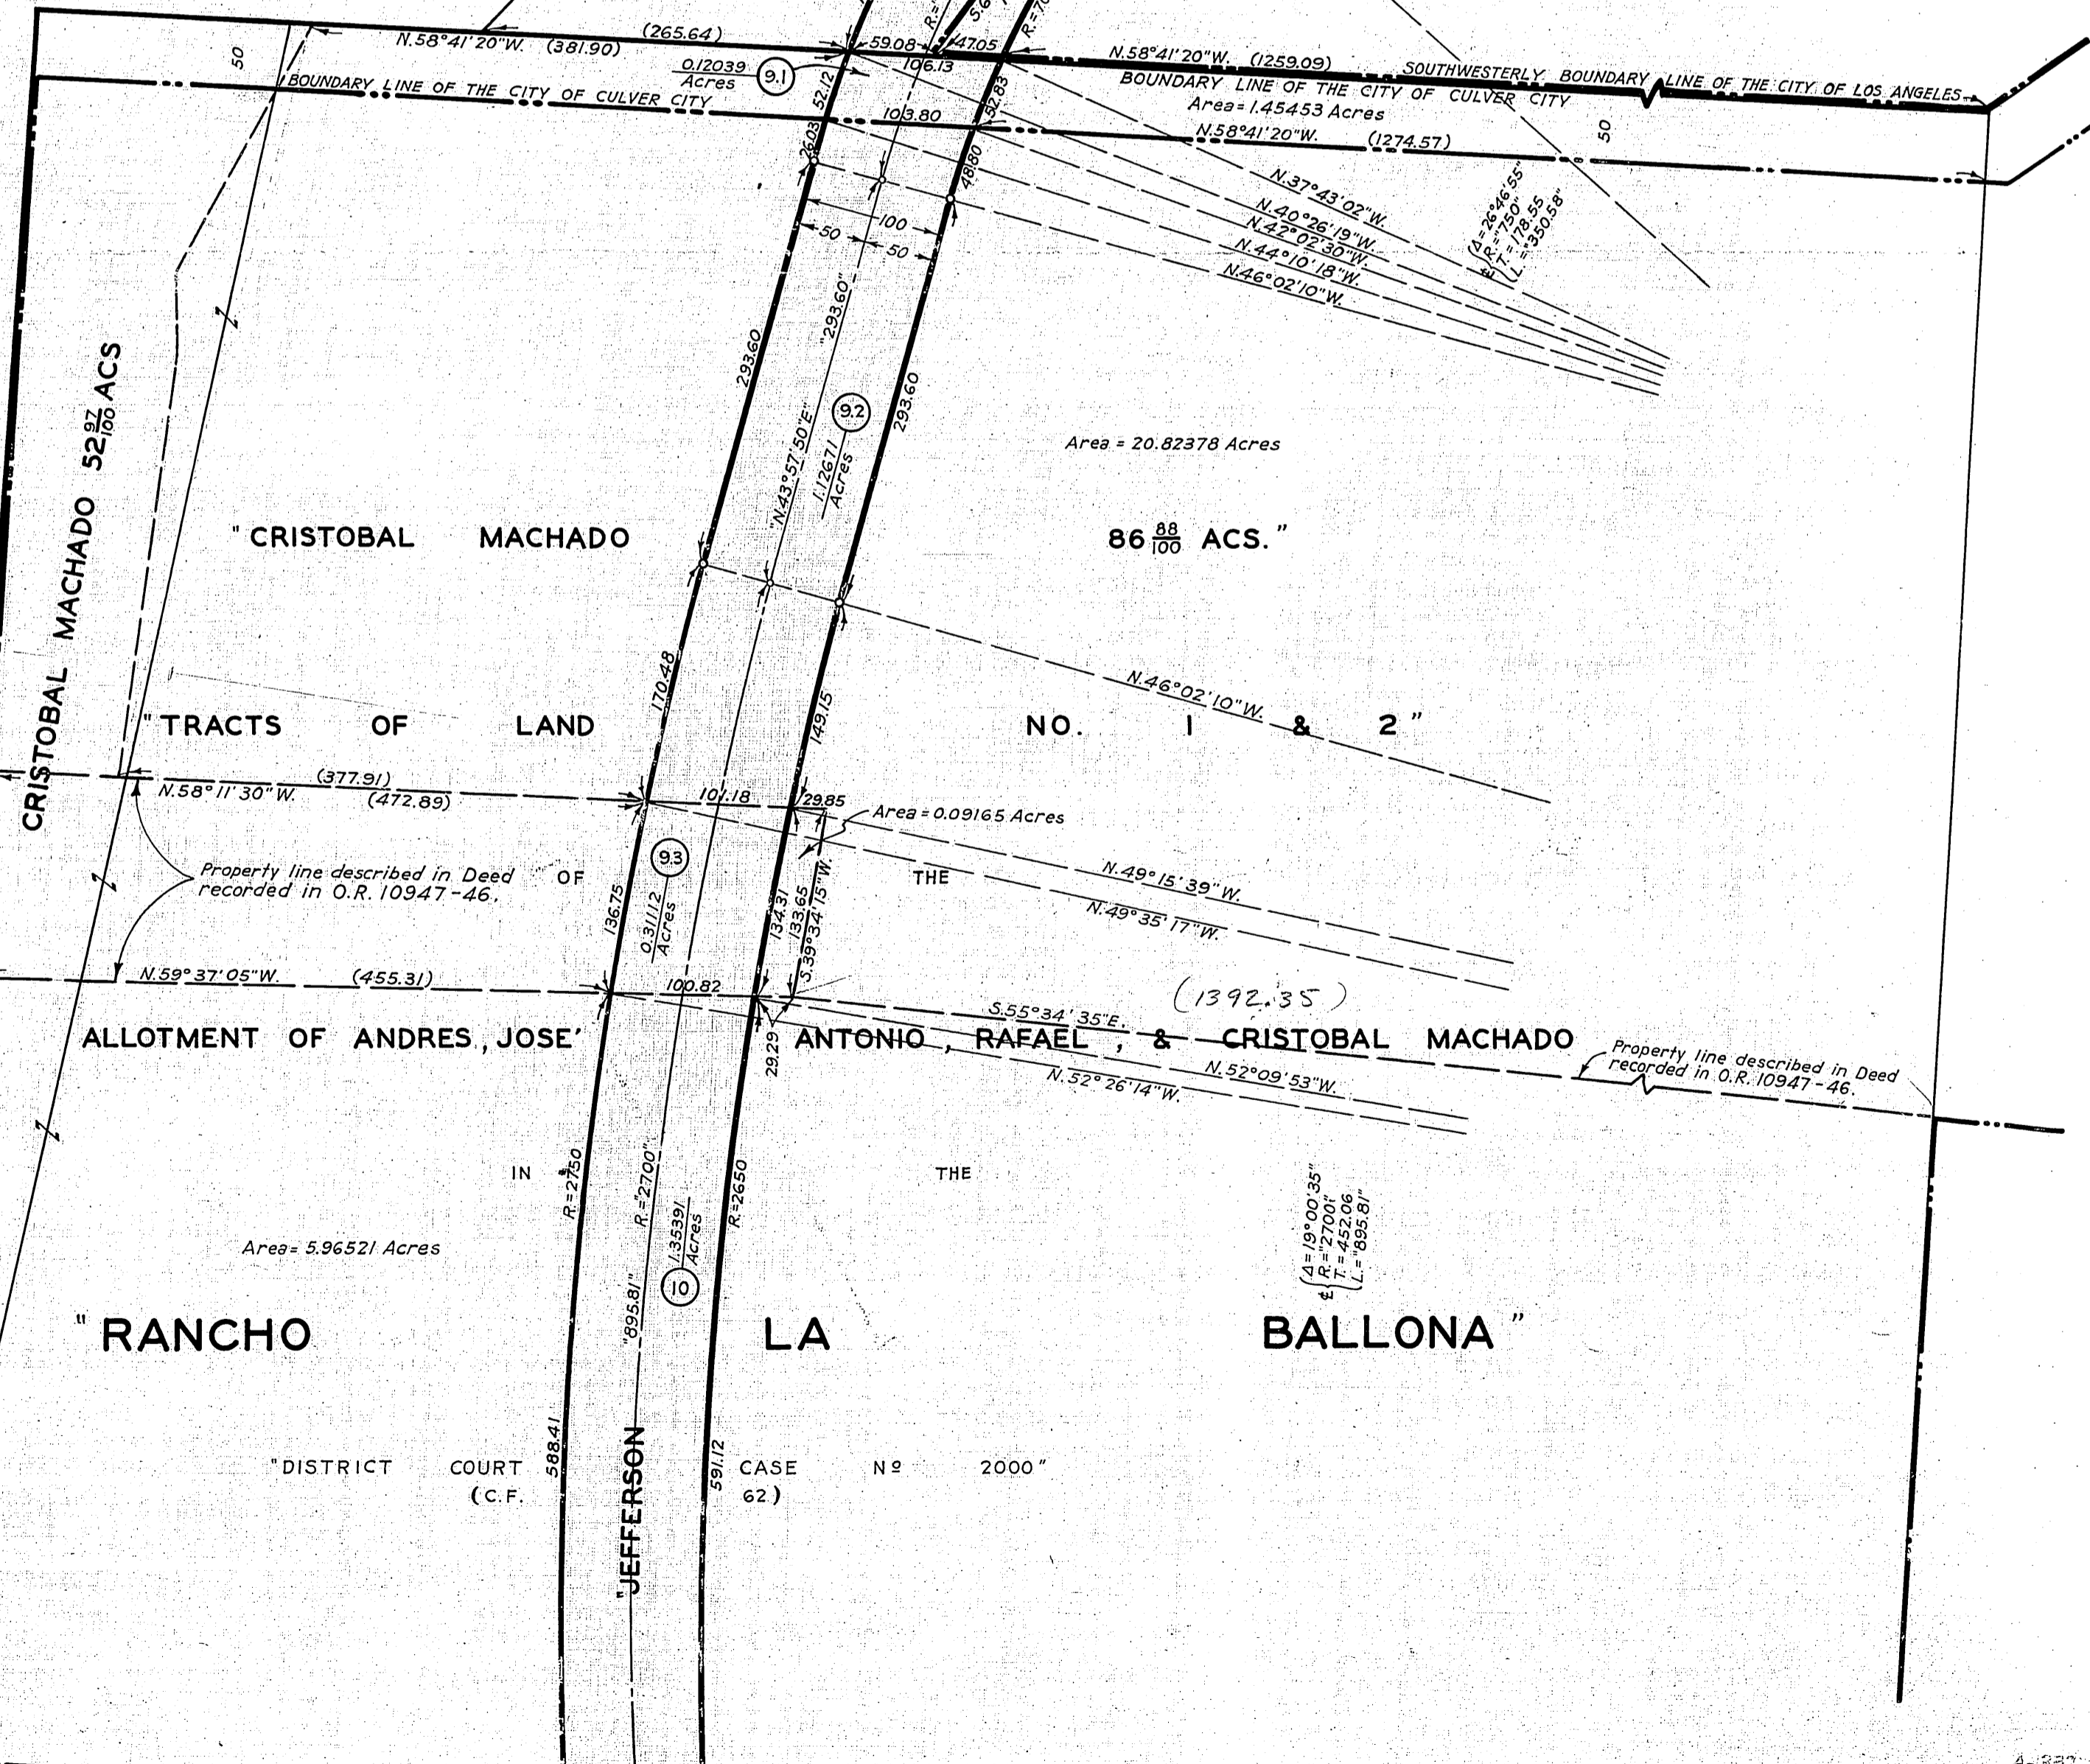 (265.64)
N.58°41'20"W. (381.90)
50
59.08
47.05
106.13
R.=
N.58°41'20"W. (1259.09)
SOUTHWESTERLY BOUNDARY LINE OF THE CITY OF LOS ANGELES
0.12039
Acres
9.1
52.12
52.83
BOUNDARY LINE OF THE CITY OF CULVER CITY
BOUNDARY LINE OF THE CITY OF CULVER CITY
Area=1.45453 Acres
103.80
N.58°41'20"W. (1274.57)
50
26.03
48.80
N.37°43'02"W.
N.40°26'19"W.
N.42°02'30"W.
N.44°10'18"W.
N.46°02'10"W.
Δ=26°46'55"
R.="750"
T.=178.55
L.="350.58"
100
50
50
"293.60"
293.60
293.60
9.2
"N.43°57'50"E"
1.12671
Acres
Area = 20.82378 Acres
CRISTOBAL MACHADO 52 97/100 ACS
"CRISTOBAL MACHADO
86 88/100 ACS."
170.48
149.15
N.46°02'10"W.
"TRACTS OF LAND NO. 1 & 2"
(377.91)
N.58°11'30"W. (472.89)
101.18
29.85
Area=0.09165 Acres
9.3
Property line described in Deed
recorded in O.R. 10947-46.
OF THE
N.49°15'39"W.
N.49°35'17"W.
136.75
0.31112
Acres
134.31
133.65
S.39°34'15"W.
N.59°37'05"W. (455.31)
100.82
(1392.35)
S.55°34'35"E.
ALLOTMENT OF ANDRES, JOSE' ANTONIO, RAFAEL, & CRISTOBAL MACHADO
29.29
N.52°09'53"W.
N.52°26'14"W.
Property line described in Deed
recorded in O.R. 10947-46.
IN THE
R.=2750
R.="2700"
R.=2650
1.35391
Acres
10
Δ=19°00'35"
R.="2700"
T.=452.06
L.="895.81"
Area=5.96521 Acres
"895.81"
"RANCHO LA BALLONA"
588.41
591.12
"JEFFERSON
"DISTRICT COURT CASE Nº 2000"
(C.F. 62)